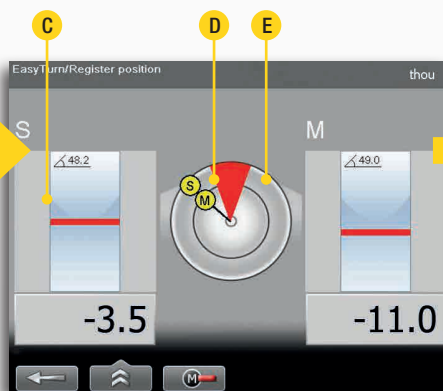 C D E
EasyTurn/Register position
thou
S M
48.2 49.0
S
M
-3.5 -11.0
M